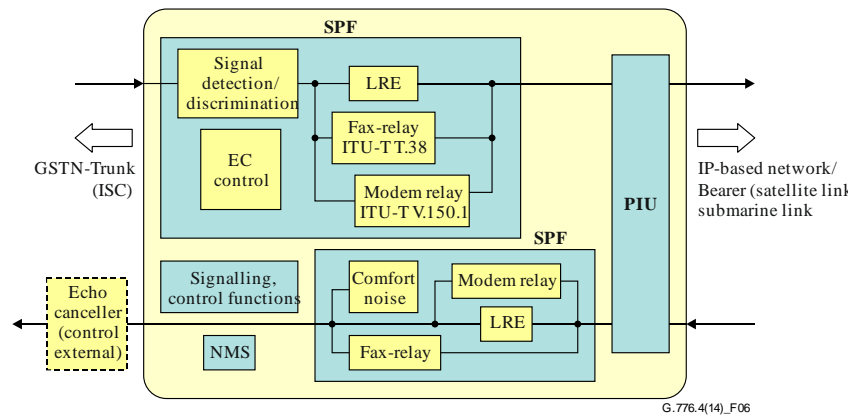 SPF
Signal
detection/
discrimination
LRE
Fax-relay
ITU-T T.38
EC
control
Modem relay
ITU-T V.150.1
GSTN-Trunk
(ISC)
PIU
IP-based network/
Bearer (satellite link
submarine link
SPF
Signalling,
control functions
Comfort
noise
Modem relay
LRE
Fax-relay
Echo
canceller
(control
external)
NMS
G.776.4(14)_F06